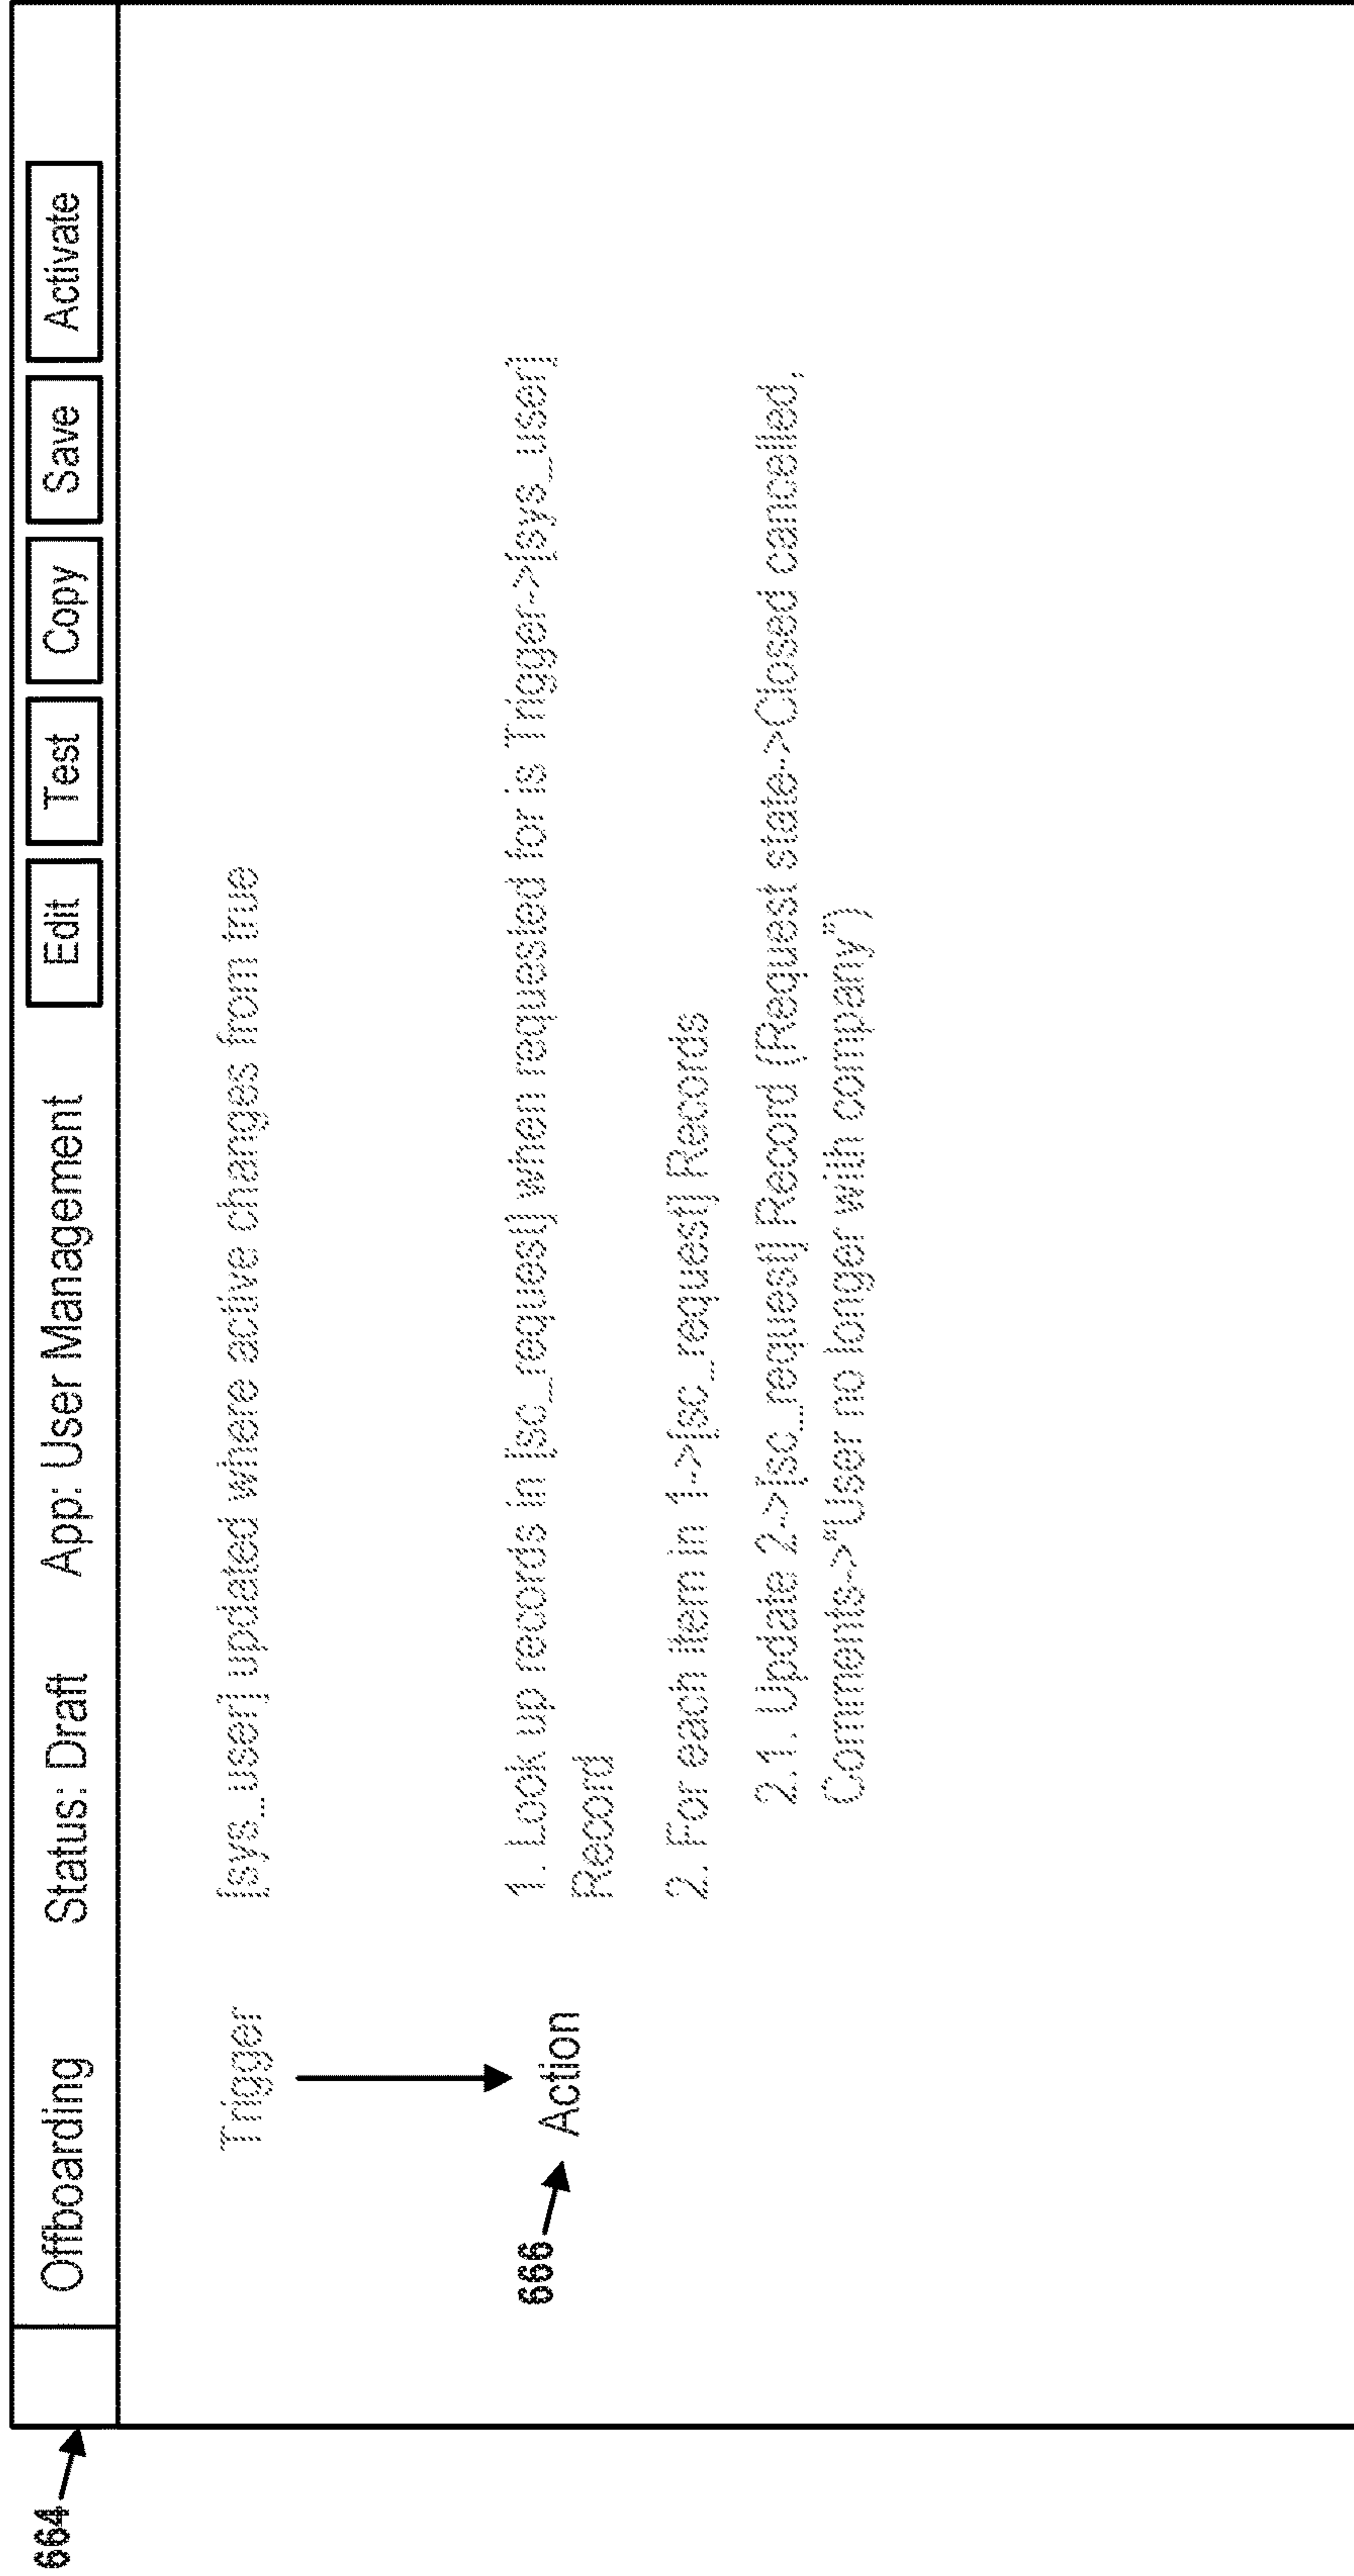 664
Offboarding Status: Draft App: User Management Edit Test Copy Save Activate
Trigger [sys_user] updated where active changes from true
666 Action
1. Look up records in [sc_request] when requested for is Trigger->[sys_user]
Record
2. For each item in 1->[sc_request] Records
2.1. Update 2->[sc_request] Record (Request state->Closed cancelled,
Comments->"User no longer with company")